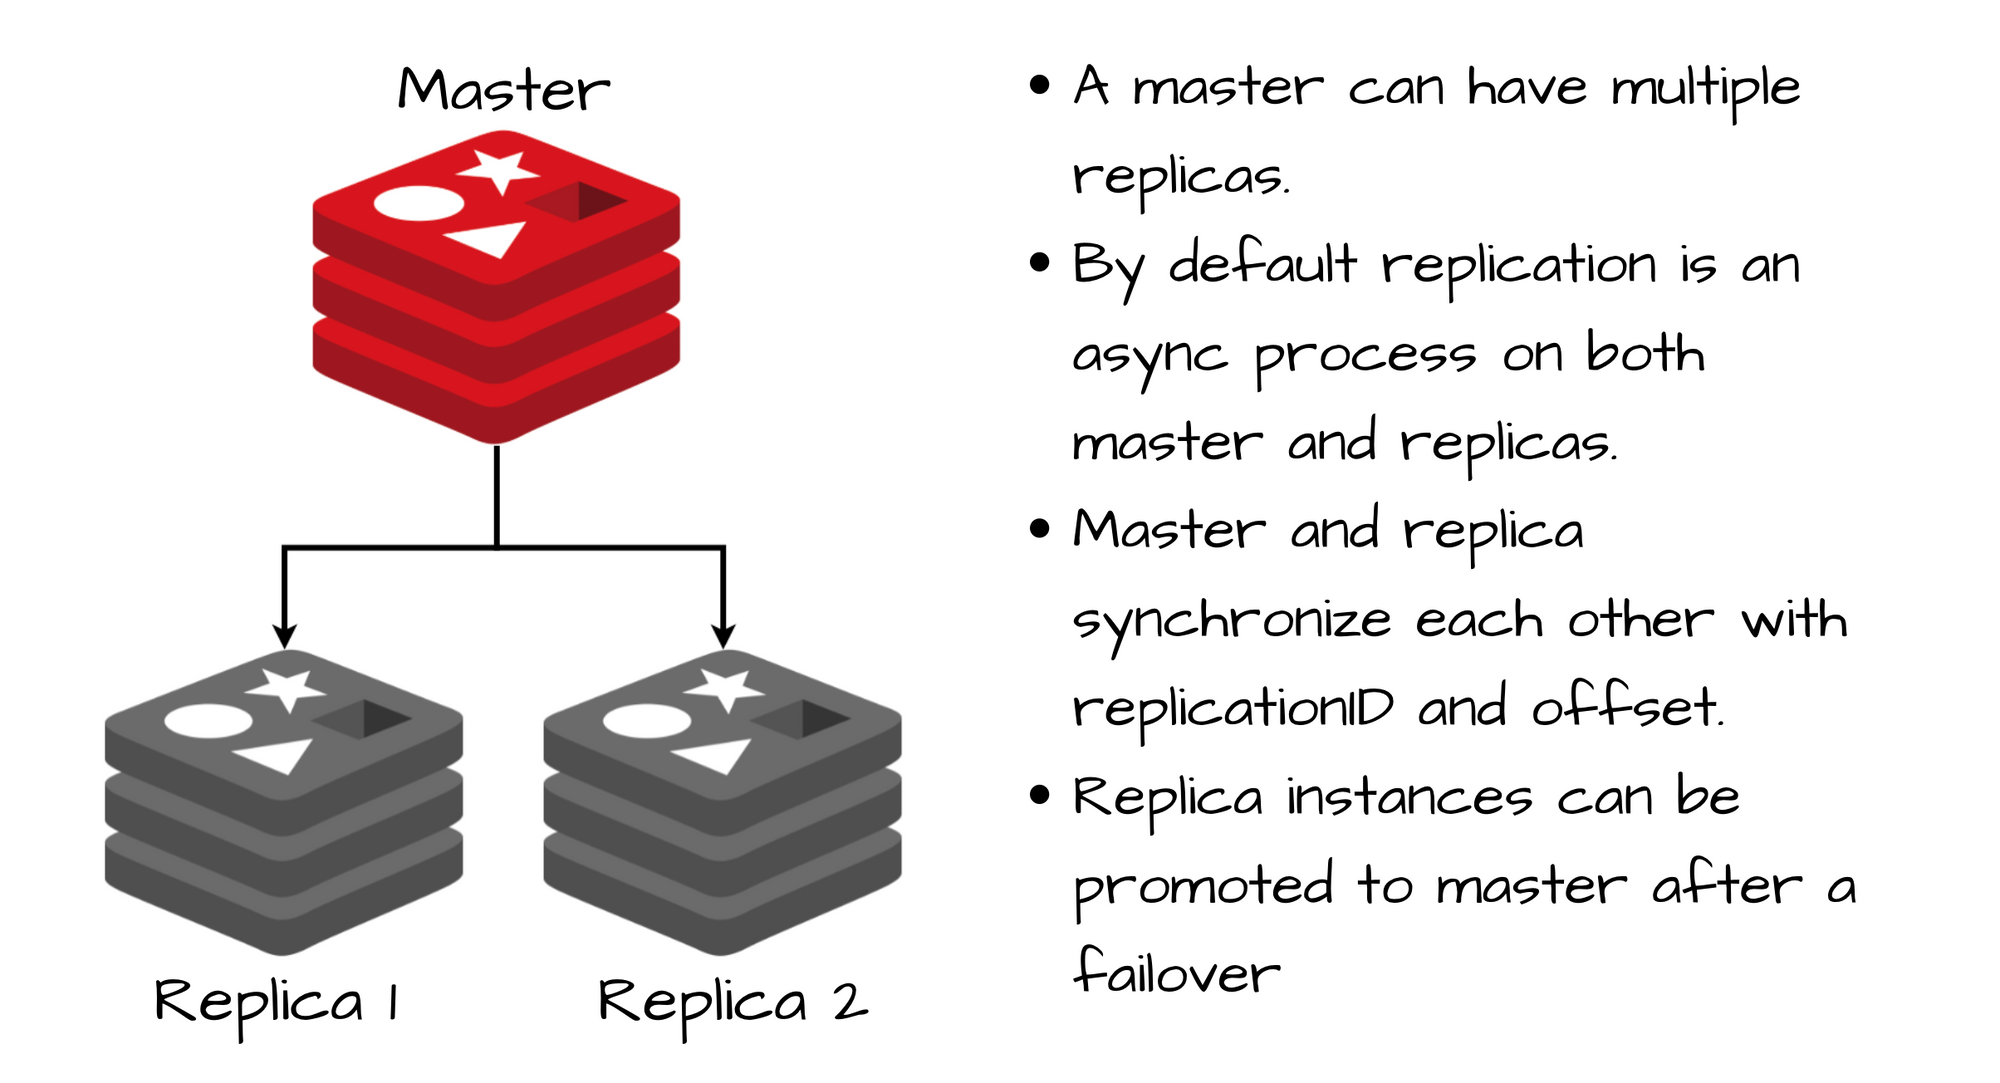 Master
Replica 1
Replica 2
• A master can have multiple
replicas.
• By default replication is an
async process on both
master and replicas.
• Master and replica
synchronize each other with
replicationID and offset.
• Replica instances can be
promoted to master after a
failover